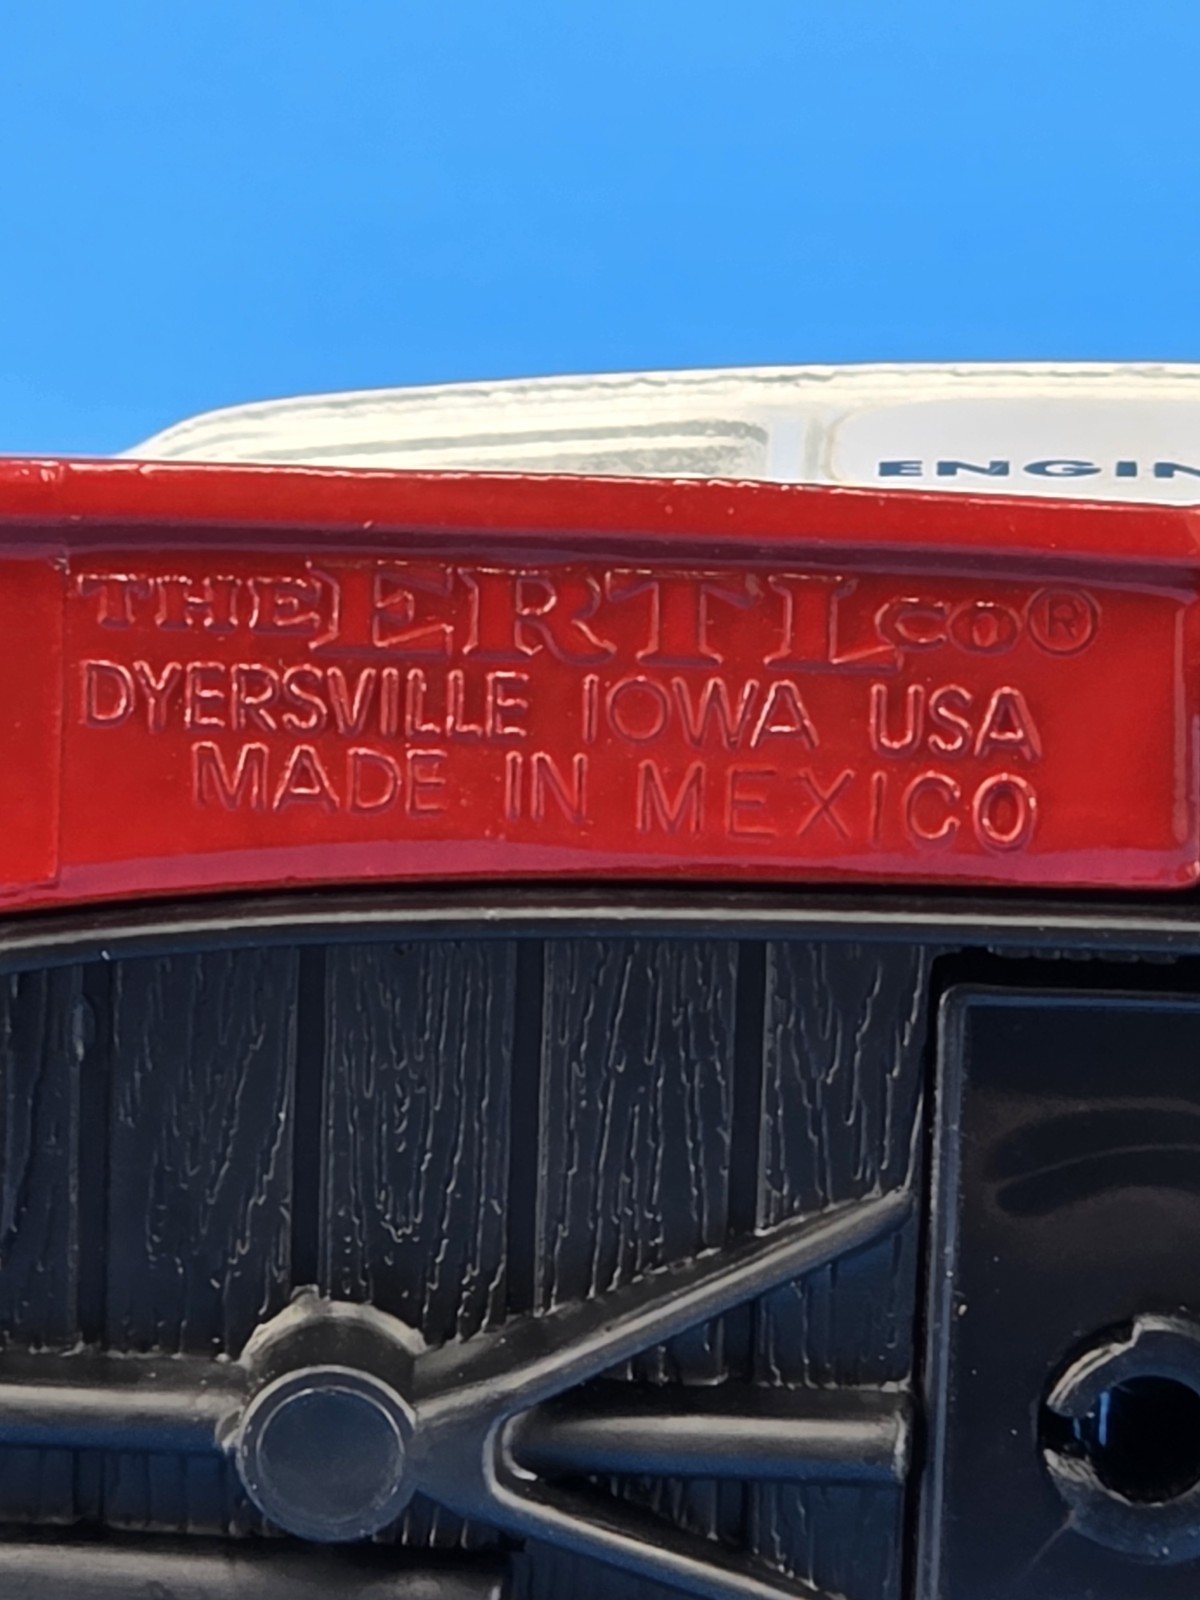 ENGIN
THE ERTL CO®
DYERSVILLE IOWA USA
MADE IN MEXICO